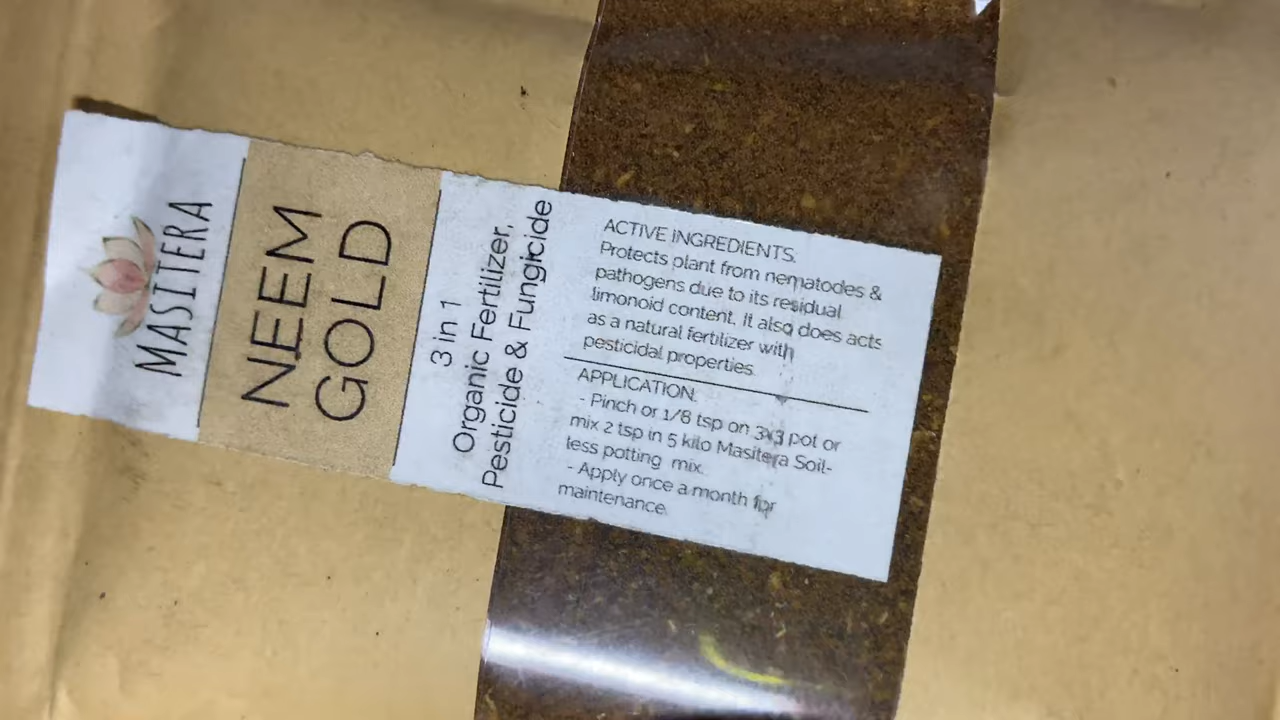 MASITERA
NEEM
GOLD
3 in 1
Organic Fertilizer,
Pesticide & Fungicide
ACTIVE INGREDIENTS.
Protects plant from nematodes &
pathogens due to its residual
limonoid content. It also does acts
as a natural fertilizer with
pesticidal properties.
APPLICATION.
- Pinch or 1/8 tsp on 3x3 pot or
mix 2 tsp in 5 kilo Masitera Soil-
less potting mix.
- Apply once a month for
maintenance.